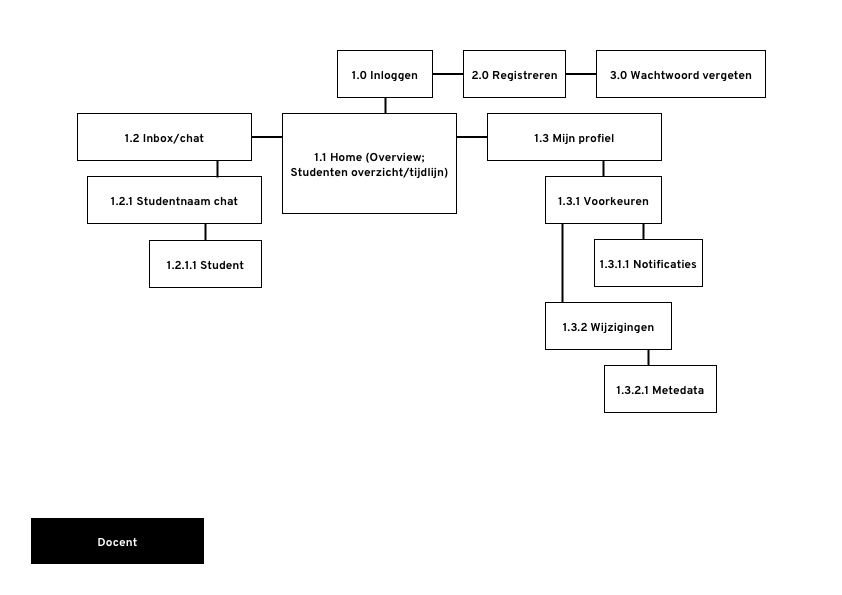 1.0 Inloggen
2.0 Registreren
3.0 Wachtwoord vergeten
1.2 Inbox/chat
1.1 Home (Overview;
Studenten overzicht/tijdlijn)
1.3 Mijn profiel
1.2.1 Studentnaam chat
1.3.1 Voorkeuren
1.2.1.1 Student
1.3.1.1 Notificaties
1.3.2 Wijzigingen
1.3.2.1 Metedata
Docent